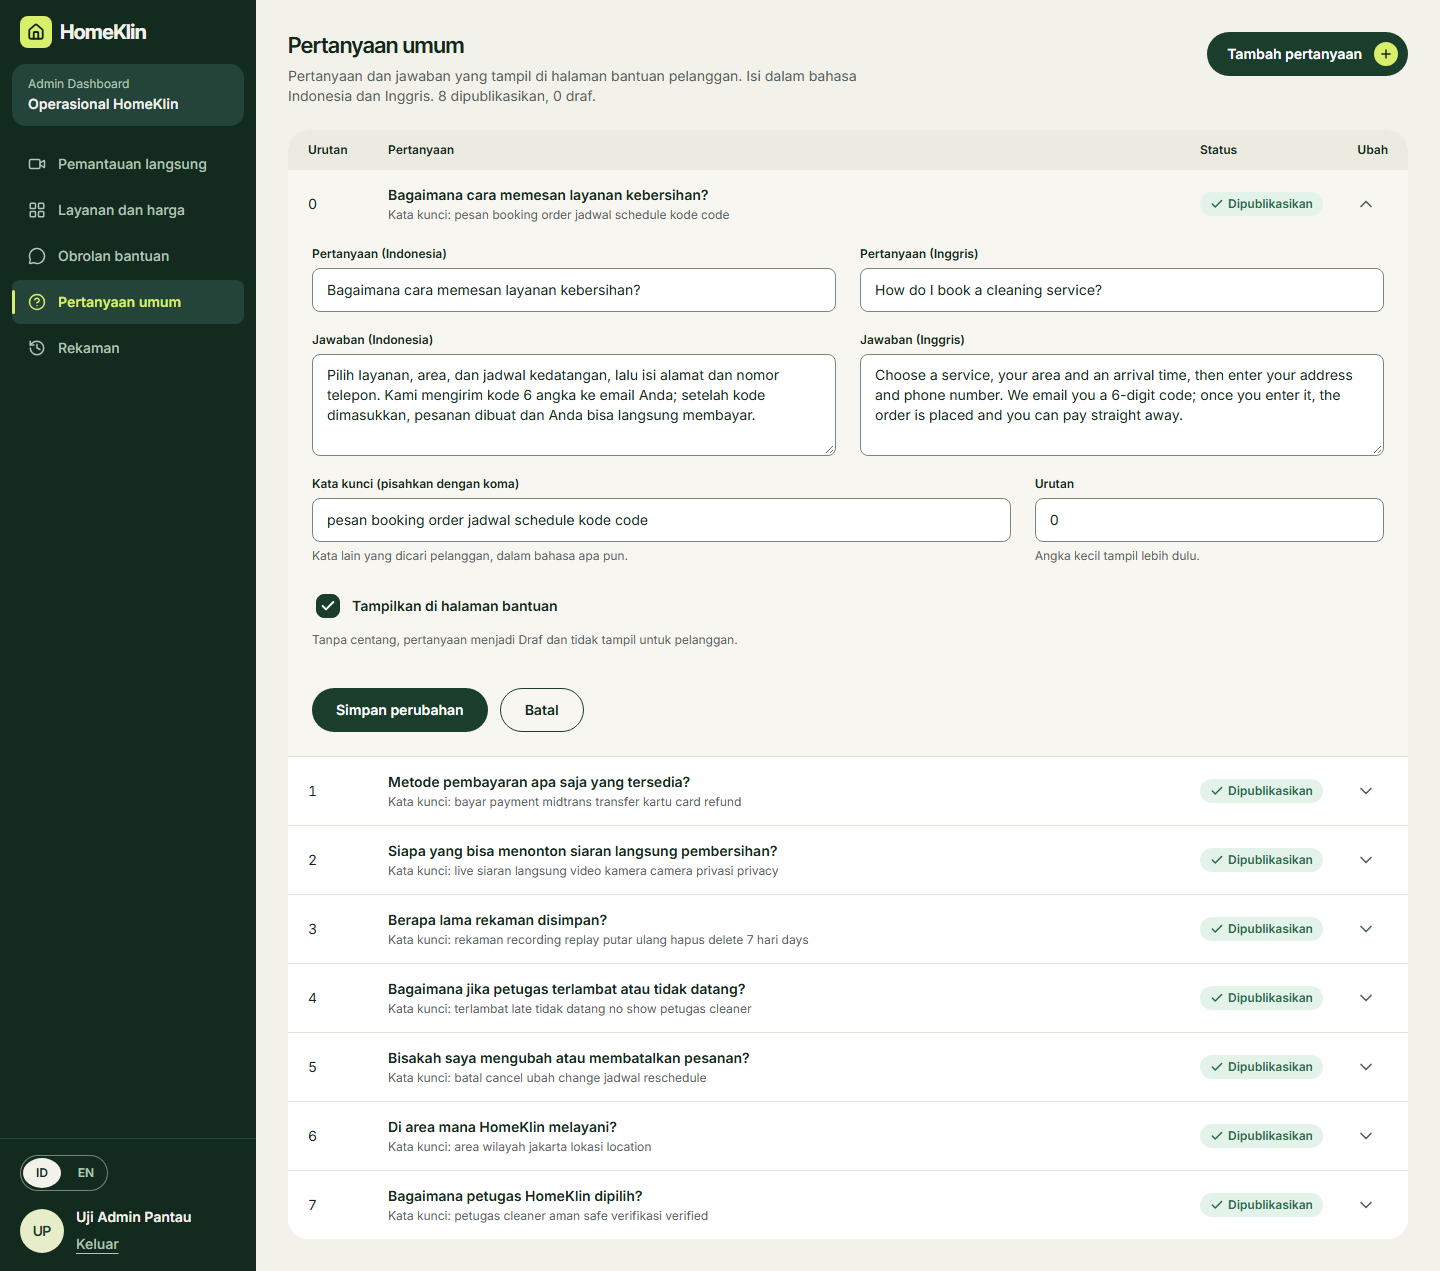 HomeKlin
Admin Dashboard
Operasional HomeKlin
Pemantauan langsung
Layanan dan harga
Obrolan bantuan
Pertanyaan umum
Rekaman
ID EN
UP
Uji Admin Pantau
Keluar
Pertanyaan umum
Pertanyaan dan jawaban yang tampil di halaman bantuan pelanggan. Isi dalam bahasa
Indonesia dan Inggris. 8 dipublikasikan, 0 draf.
Tambah pertanyaan
Urutan Pertanyaan Status Ubah
0 Bagaimana cara memesan layanan kebersihan? Dipublikasikan
Kata kunci: pesan booking order jadwal schedule kode code
Pertanyaan (Indonesia) Pertanyaan (Inggris)
Bagaimana cara memesan layanan kebersihan? How do I book a cleaning service?
Jawaban (Indonesia)
Pilih layanan, area, dan jadwal kedatangan, lalu isi alamat dan nomor
telepon. Kami mengirim kode 6 angka ke email Anda; setelah kode
dimasukkan, pesanan dibuat dan Anda bisa langsung membayar.
Jawaban (Inggris)
Choose a service, your area and an arrival time, then enter your address
and phone number. We email you a 6-digit code; once you enter it, the
order is placed and you can pay straight away.
Kata kunci (pisahkan dengan koma)
pesan booking order jadwal schedule kode code
Kata lain yang dicari pelanggan, dalam bahasa apa pun.
Urutan
0
Angka kecil tampil lebih dulu.
Tampilkan di halaman bantuan
Tanpa centang, pertanyaan menjadi Draf dan tidak tampil untuk pelanggan.
Simpan perubahan Batal
1 Metode pembayaran apa saja yang tersedia? Dipublikasikan
Kata kunci: bayar payment midtrans transfer kartu card refund
2 Siapa yang bisa menonton siaran langsung pembersihan? Dipublikasikan
Kata kunci: live siaran langsung video kamera camera privasi privacy
3 Berapa lama rekaman disimpan? Dipublikasikan
Kata kunci: rekaman recording replay putar ulang hapus delete 7 hari days
4 Bagaimana jika petugas terlambat atau tidak datang? Dipublikasikan
Kata kunci: terlambat late tidak datang no show petugas cleaner
5 Bisakah saya mengubah atau membatalkan pesanan? Dipublikasikan
Kata kunci: batal cancel ubah change jadwal reschedule
6 Di area mana HomeKlin melayani? Dipublikasikan
Kata kunci: area wilayah jakarta lokasi location
7 Bagaimana petugas HomeKlin dipilih? Dipublikasikan
Kata kunci: petugas cleaner aman safe verifikasi verified